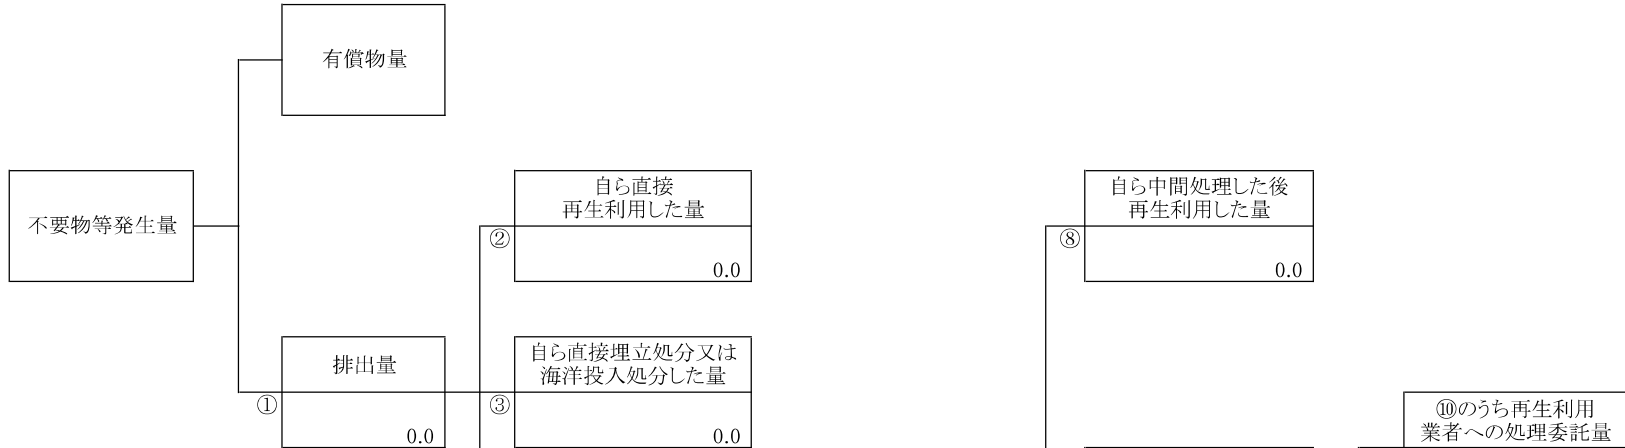 有償物量
不要物等発生量
自ら直接
再生利用した量
②
0.0
自ら中間処理した後
再生利用した量
⑧
0.0
排出量
①
0.0
自ら直接埋立処分又は
海洋投入処分した量
③
0.0
⑩のうち再生利用
業者への処理委託量